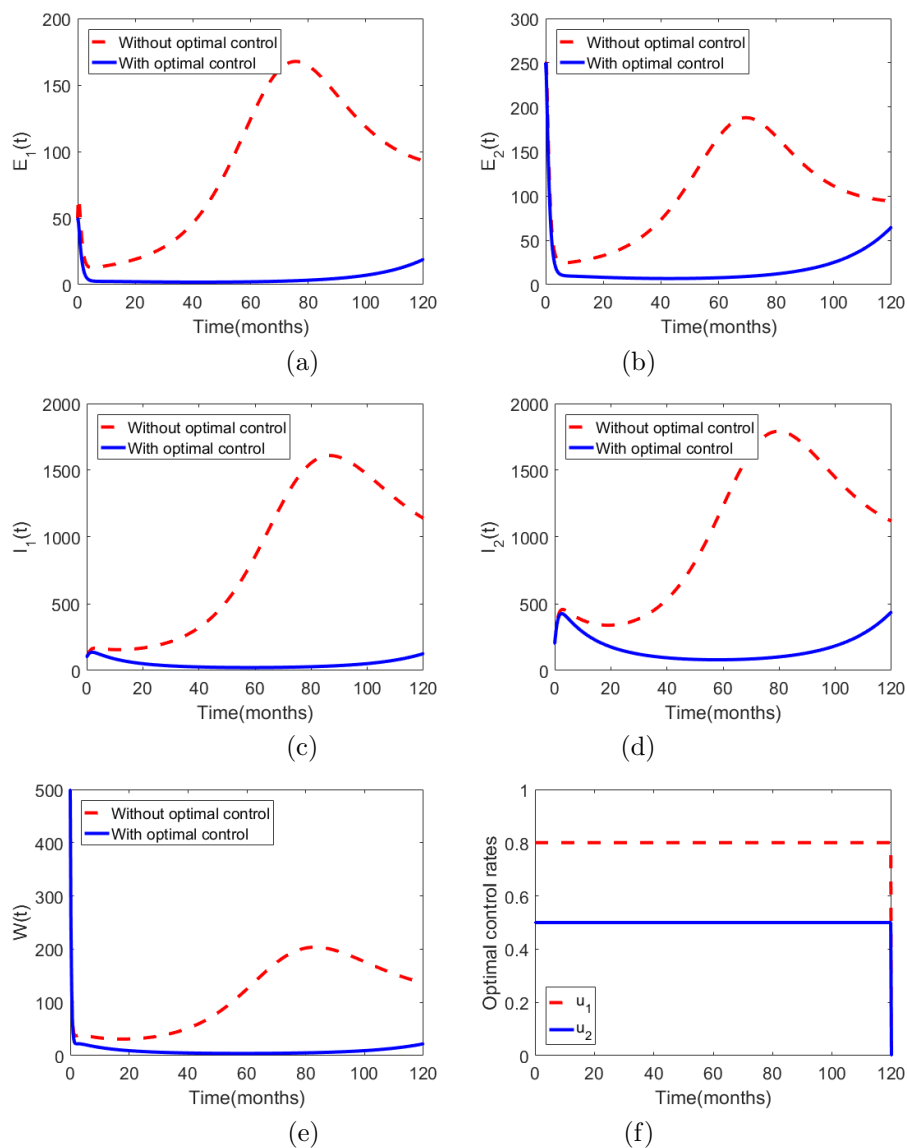 200
150
100
50
0
E_1(t)
Without optimal control
With optimal control
0 20 40 60 80 100 120
Time(months)
(a)
300
250
200
150
100
50
0
E_2(t)
Without optimal control
With optimal control
0 20 40 60 80 100 120
Time(months)
(b)
2000
1500
1000
500
0
I_1(t)
Without optimal control
With optimal control
0 20 40 60 80 100 120
Time(months)
(c)
2000
1500
1000
500
0
I_2(t)
Without optimal control
With optimal control
0 20 40 60 80 100 120
Time(months)
(d)
500
400
300
200
100
0
W(t)
Without optimal control
With optimal control
0 20 40 60 80 100 120
Time(months)
(e)
1
0.8
0.6
0.4
0.2
0
Optimal control rates
u_1
u_2
0 20 40 60 80 100 120
Time(months)
(f)